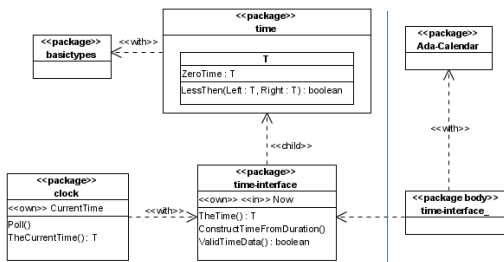 <<package>>
time
<<package>>
basictypes
<<with>>
T
ZeroTime : T
LessThen(Left : T, Right : T) : boolean
<<package>>
Ada-Calendar
<<with>>
<<child>>
<<package>>
clock
<<own>> CurrentTime
Poll()
TheCurrentTime() : T
<<with>>
<<package>>
time-interface
<<own>> <<in>> Now
TheTime() : T
ConstructTimeFromDuration()
ValidTimeData() : boolean
<<package body>>
time-interface_